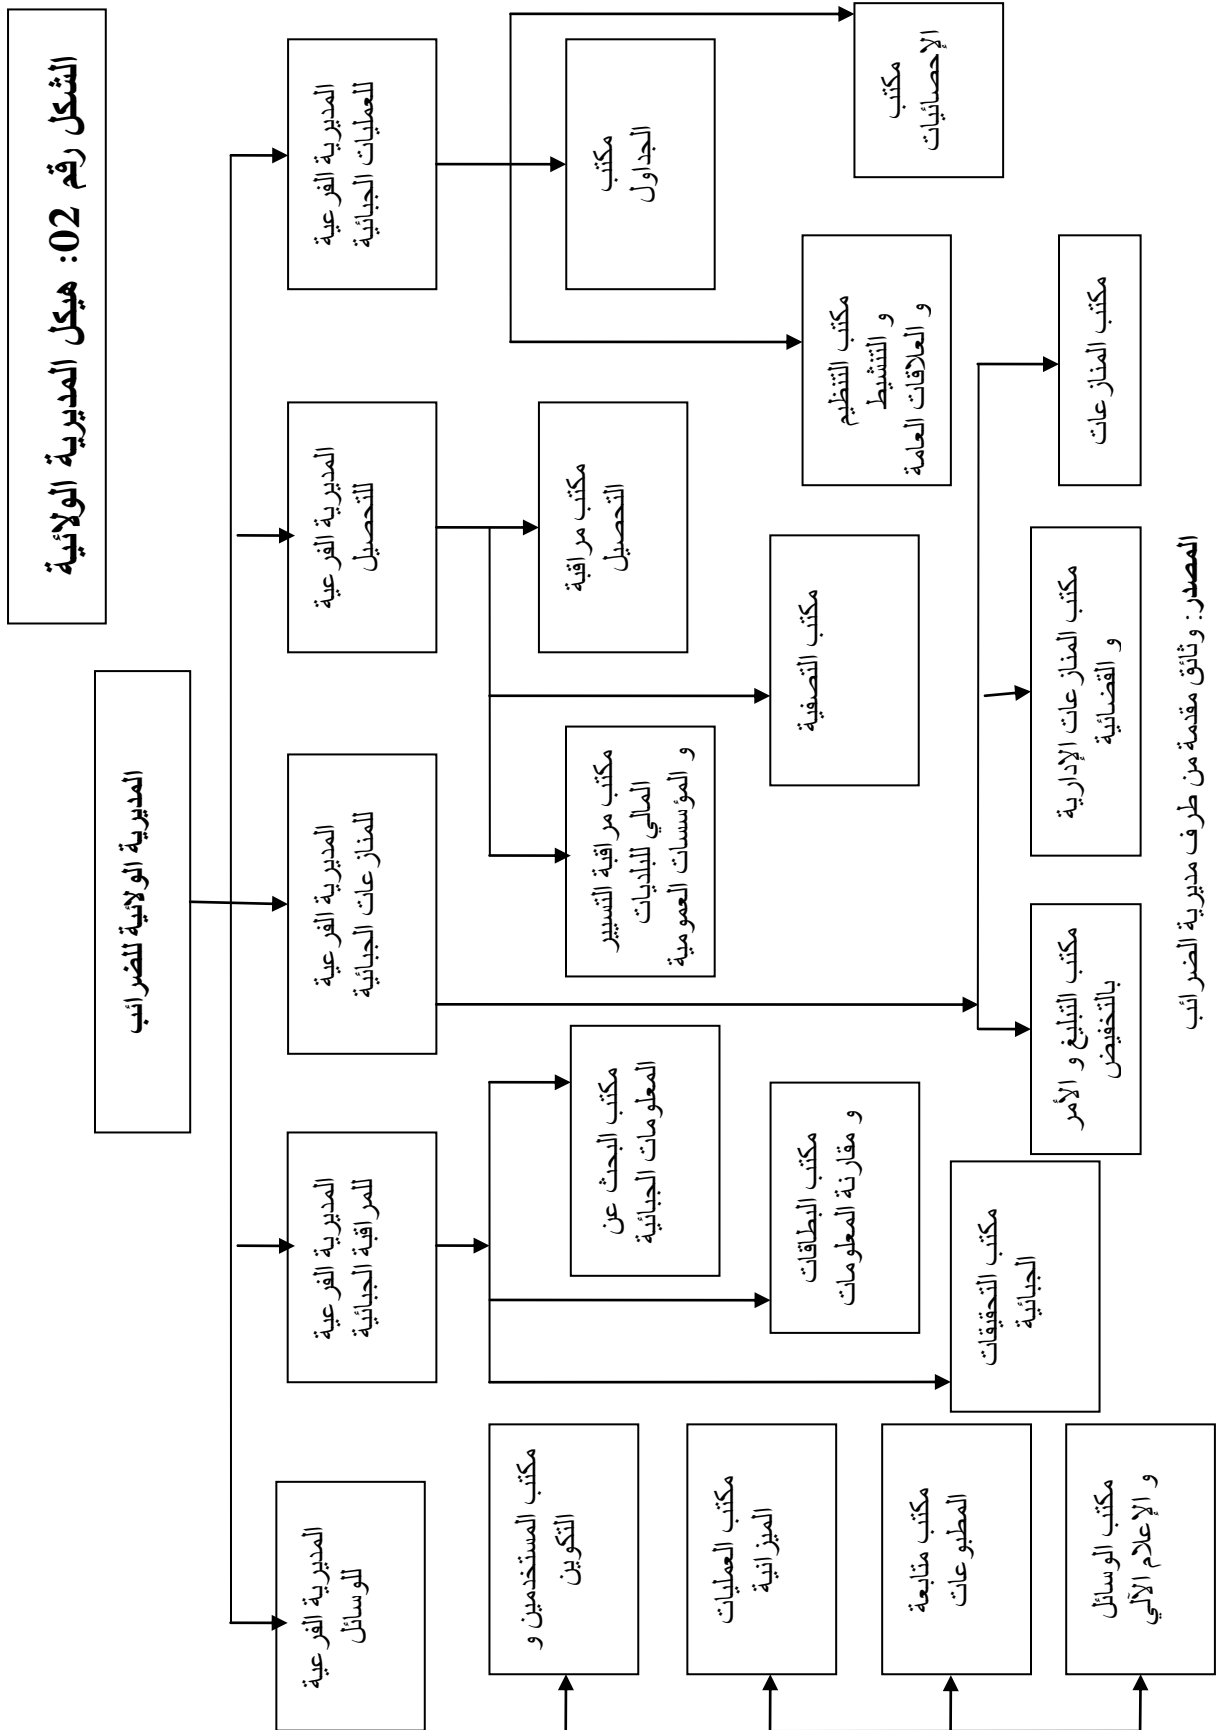 الشكل رقم 02: هيكل المديرية الولائية
المديرية الولائية للضرائب
المديرية الفرعية
للعمليات الجبائية
المديرية الفرعية
للتحصيل
المديرية الفرعية
للمنازعات الجبائية
المديرية الفرعية
للمراقبة الجبائية
المديرية الفرعية
للوسائل
مكتب
الجداول
مكتب
الإحصائيات
مكتب التنظيم
و التنشيط
و العلاقات العامة
مكتب مراقبة
التحصيل
مكتب التصفية
مكتب مراقبة التسيير
المالي للبلديات
و المؤسسات العمومية
مكتب المنازعات
مكتب المنازعات الإدارية
و القضائية
مكتب التبليغ و الأمر
بالتخفيض
مكتب البحث عن
المعلومات الجبائية
مكتب البطاقات
و مقارنة المعلومات
مكتب التحقيقات
الجبائية
مكتب المستخدمين و
التكوين
مكتب العمليات
الميزانية
مكتب متابعة
المطبوعات
مكتب الوسائل
و الإعلام الآلي
المصدر: وثائق مقدمة من طرف مديرية الضرائب